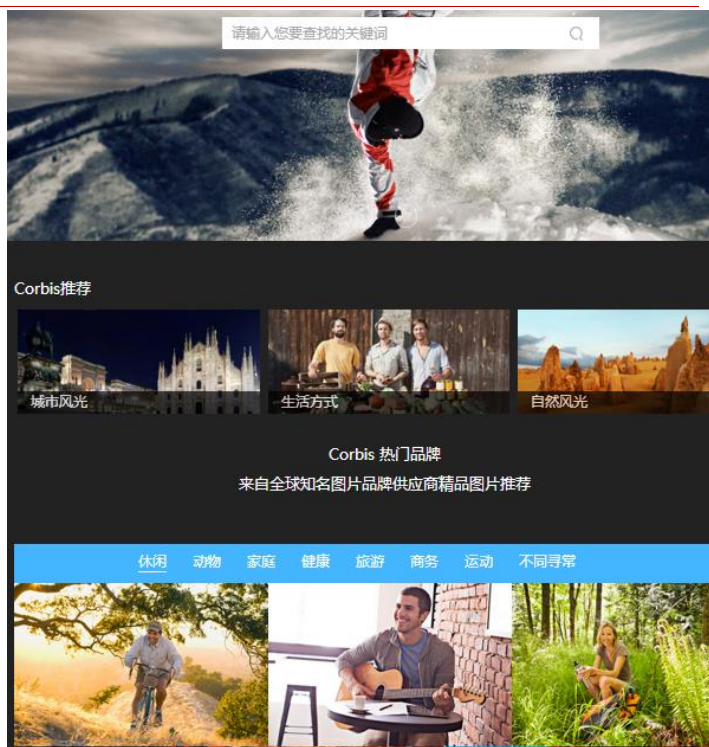 请输入您要查找的关键词
Corbis推荐
城市风光 生活方式 自然风光
Corbis 热门品牌
来自全球知名图片品牌供应商精品图片推荐
休闲 动物 家庭 健康 旅游 商务 运动 不同寻常